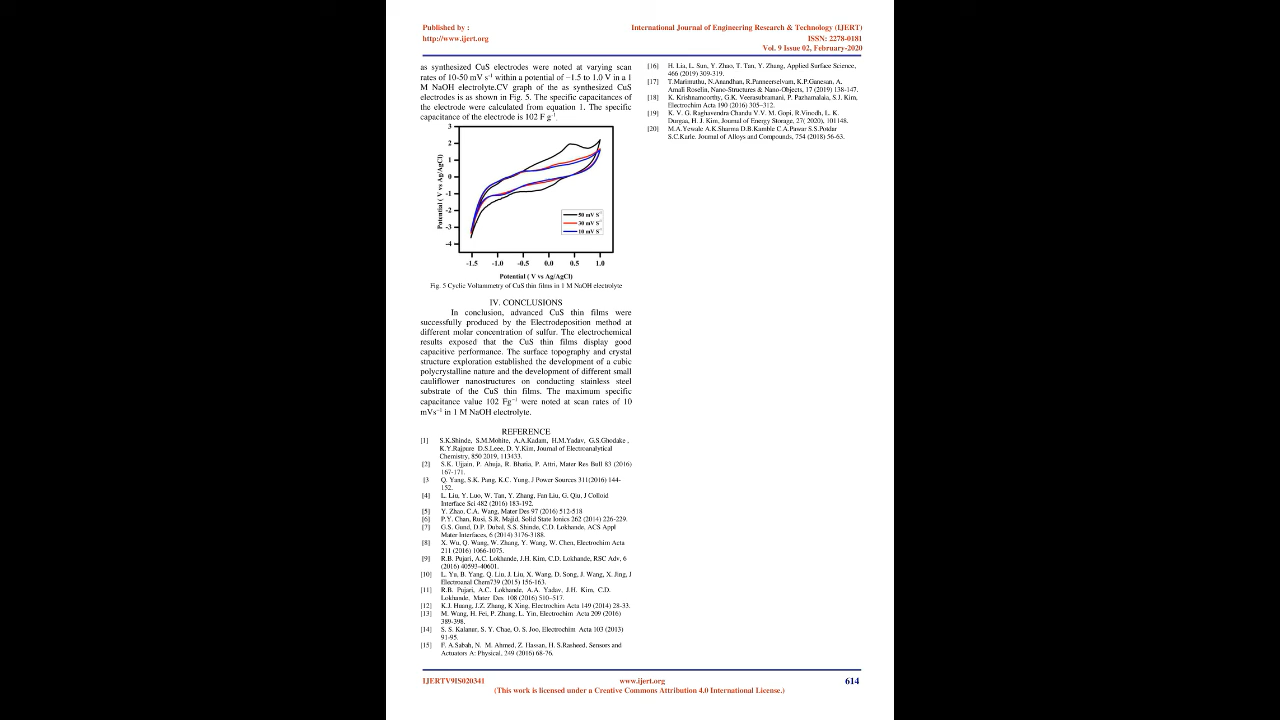 Published by :
http://www.ijert.org
International Journal of Engineering Research & Technology (IJERT)
ISSN: 2278-0181
Vol. 9 Issue 02, February-2020
as synthesized CuS electrodes were noted at varying scan
rates of 10-50 mV s⁻¹ within a potential of −1.5 to 1.0 V in a 1
M NaOH electrolyte.CV graph of the as synthesized CuS
electrodes is as shown in Fig. 5. The specific capacitances of
the electrode were calculated from equation 1. The specific
capacitance of the electrode is 102 F g⁻¹.
3
2
1
0
-1
-2
-3
-4
Potential ( V vs Ag/AgCl)
50 mV S⁻
30 mV S⁻
10 mV S⁻
-1.5 -1.0 -0.5 0.0 0.5 1.0
Potential ( V vs Ag/AgCl)
Fig. 5 Cyclic Voltammetry of CuS thin films in 1 M NaOH electrolyte
IV. CONCLUSIONS
In conclusion, advanced CuS thin films were
successfully produced by the Electrodeposition method at
different molar concentration of sulfur. The electrochemical
results exposed that the CuS thin films display good
capacitive performance. The surface topography and crystal
structure exploration established the development of a cubic
polycrystalline nature and the development of different small
cauliflower nanostructures on conducting stainless steel
substrate of the CuS thin films. The maximum specific
capacitance value 102 Fg⁻¹ were noted at scan rates of 10
mVs⁻¹ in 1 M NaOH electrolyte.
REFERENCE
[1] S.K.Shinde, S.M.Mohite, A.A.Kadam, H.M.Yadav, G.S.Ghodake ,
K.Y.Rajpure D.S.Leee, D. Y.Kim, Journal of Electroanalytical
Chemistry, 850 2019, 113433.
[2] S.K. Ujjain, P. Ahuja, R. Bhatia, P. Attri, Mater Res Bull 83 (2016)
167-171.
[3 Q. Yang, S.K. Pang, K.C. Yung, J Power Sources 311(2016) 144-
152.
[4] L. Liu, Y. Luo, W. Tan, Y. Zhang, Fan Liu, G. Qiu, J Colloid
Interface Sci 482 (2016) 183-192.
[5] Y. Zhao, C.A. Wang, Mater Des 97 (2016) 512-518
[6] P.Y. Chan, Rusi, S.R. Majid, Solid State Ionics 262 (2014) 226-229.
[7] G.S. Gund, D.P. Dubal, S.S. Shinde, C.D. Lokhande, ACS Appl
Mater Interfaces, 6 (2014) 3176-3188.
[8] X. Wu, Q. Wang, W. Zhang, Y. Wang, W. Chen, Electrochim Acta
211 (2016) 1066-1075.
[9] R.B. Pujari, A.C. Lokhande, J.H. Kim, C.D. Lokhande, RSC Adv, 6
(2016) 40593-40601.
[10] L. Yu, B. Yang, Q. Liu, J. Liu, X. Wang, D. Song, J. Wang, X. Jing, J
Electroanal Chem739 (2015) 156-163.
[11] R.B. Pujari, A.C. Lokhande, A.A. Yadav, J.H. Kim, C.D.
Lokhande, Mater Des 108 (2016) 510–517.
[12] K.J. Huang, J.Z. Zhang, K Xing, Electrochim Acta 149 (2014) 28-33.
[13] M. Wang, H. Fei, P. Zhang, L. Yin, Electrochim Acta 209 (2016)
389-398.
[14] S. S. Kalanur, S. Y. Chae, O. S. Joo, Electrochim Acta 103 (2013)
91-95.
[15] F. A.Sabah, N. M. Ahmed, Z. Hassan, H. S.Rasheed, Sensors and
Actuators A: Physical, 249 (2016) 68-76.
[16] H. Liu, L. Sun, Y. Zhao, T. Tan, Y. Zhang, Applied Surface Science,
466 (2019) 309-319.
[17] T.Marimuthu, N.Anandhan, R.Panneerselvam, K.P.Ganesan, A.
Amali Roselin, Nano-Structures & Nano-Objects, 17 (2019) 138-147.
[18] K. Krishnamoorthy, G.K. Veerasubramani, P. Pazhamalaia, S.J. Kim,
Electrochim Acta 190 (2016) 305–312.
[19] K. V. G. Raghavendra Chandu V.V. M. Gopi, R.Vinodh, L. K.
Durgaa, H. J. Kim, Journal of Energy Storage, 27( 2020), 101148.
[20] M.A.Yewale A.K.Sharma D.B.Kamble C.A.Pawar S.S.Potdar
S.C.Karle. Journal of Alloys and Compounds, 754 (2018) 56-63.
IJERTV9IS020341
www.ijert.org
614
(This work is licensed under a Creative Commons Attribution 4.0 International License.)